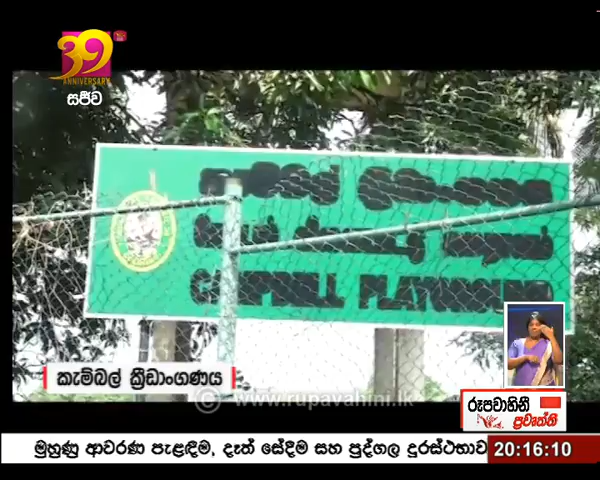 39
ANNIVERSARY
සජීව
CAMPBELL PLAYGROUND
කැම්බල් ක්‍රීඩාංගණය
© www.rupavahini.lk
රූපවාහිනී
ප්‍රවෘත්ති
මුහුණු ආවරණ පැළඳීම, දෑත් සේදීම සහ පුද්ගල දුරස්ථභාව
20:16:10